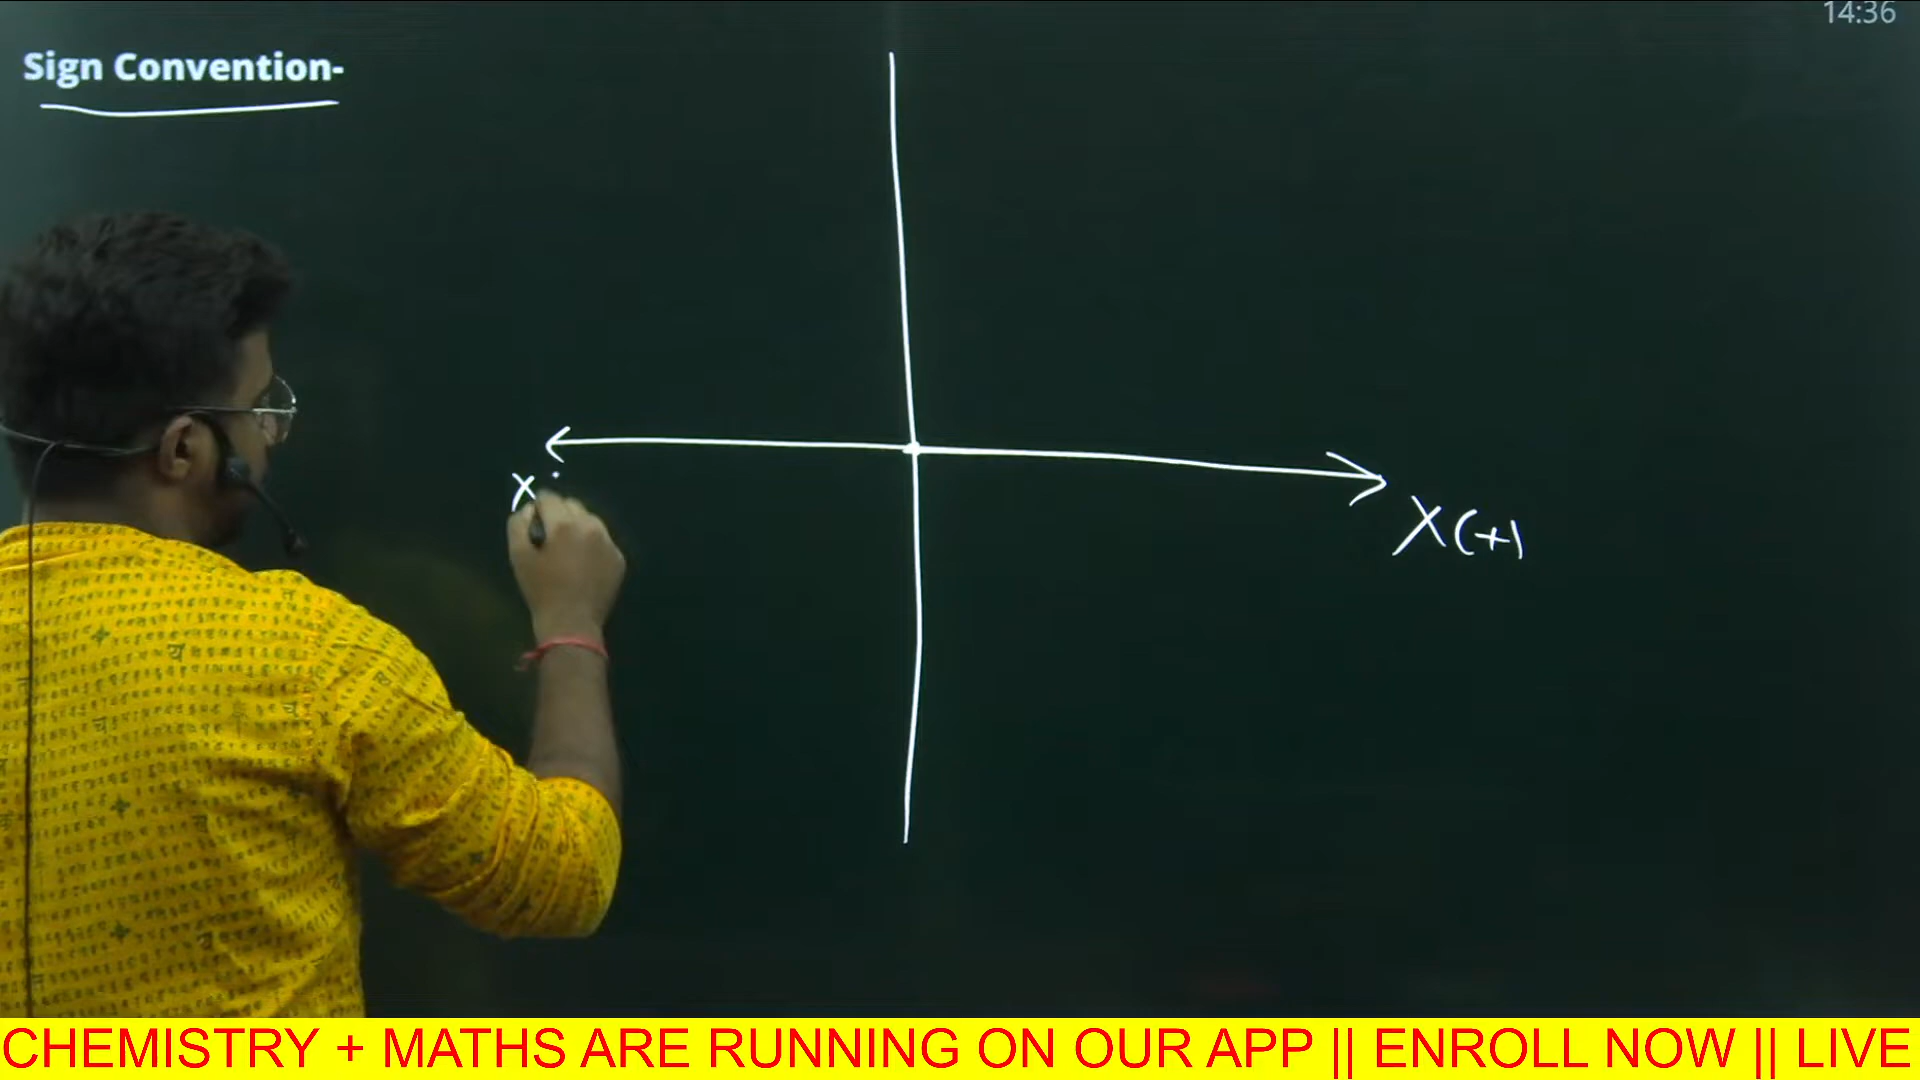 14:36
Sign Convention-
x
X(+)
CHEMISTRY + MATHS ARE RUNNING ON OUR APP || ENROLL NOW || LIVE